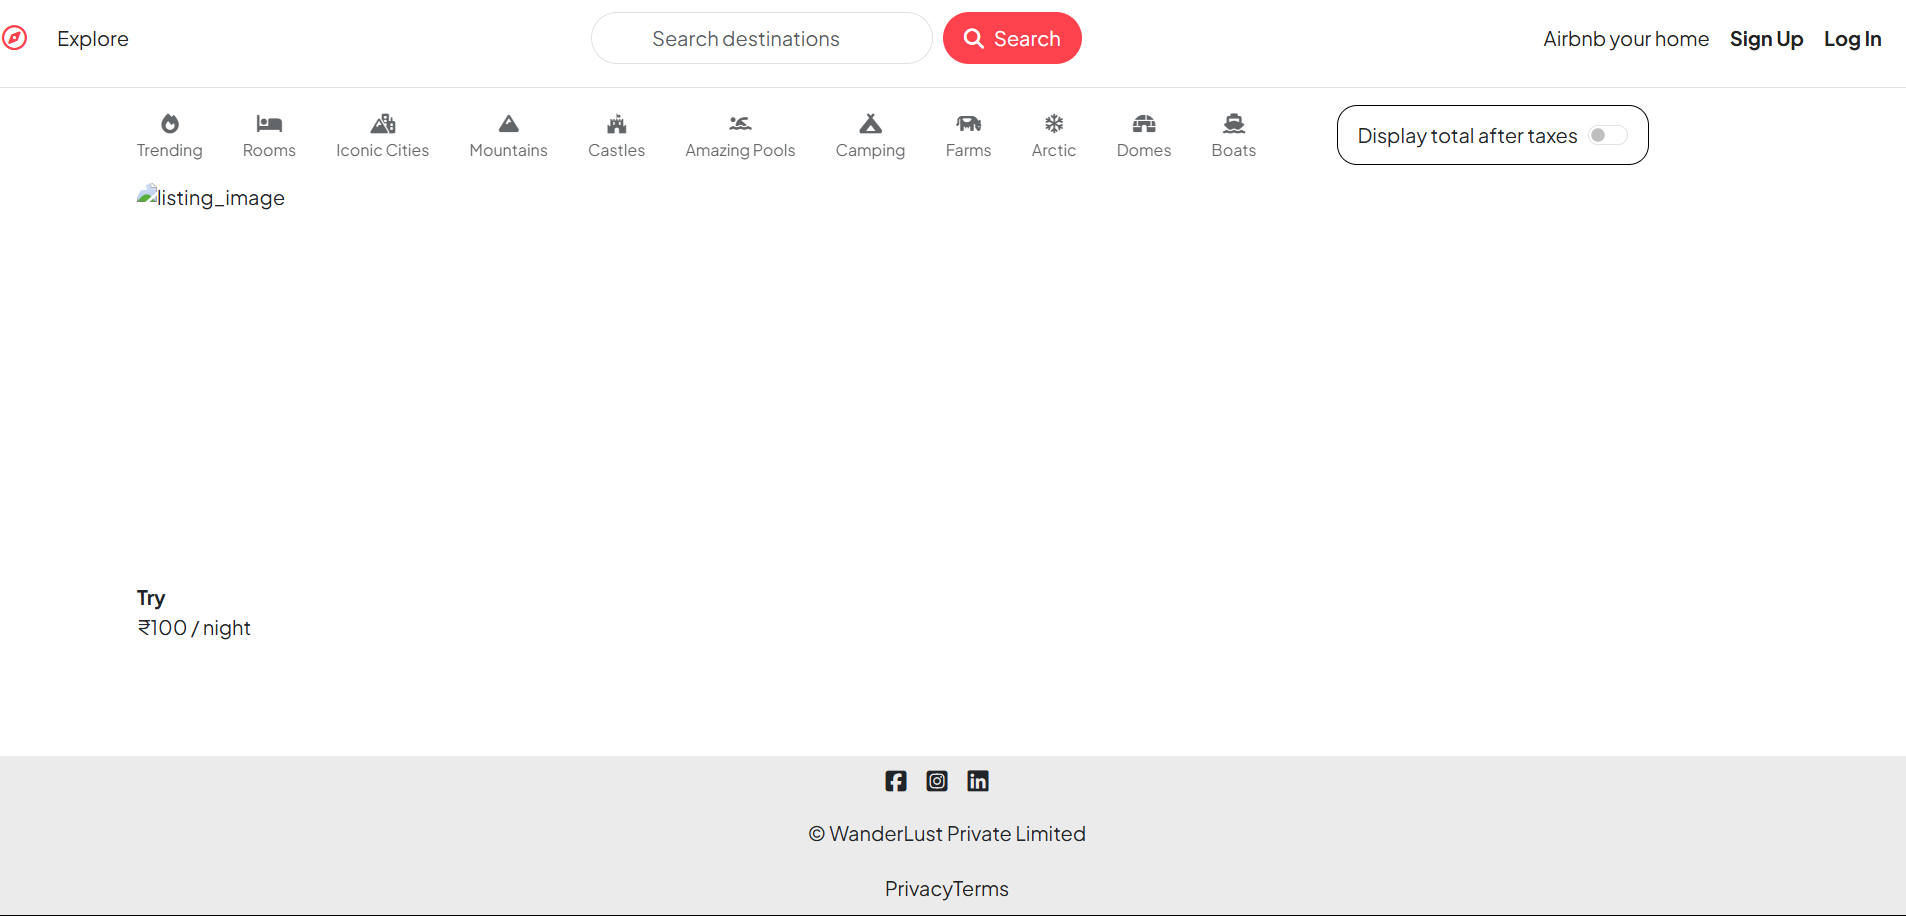 Explore
Search destinations
Search
Airbnb your home Sign Up Log In
Trending Rooms Iconic Cities Mountains Castles Amazing Pools Camping Farms Arctic Domes Boats
Display total after taxes
listing_image
Try
₹100 / night
© WanderLust Private Limited
PrivacyTerms